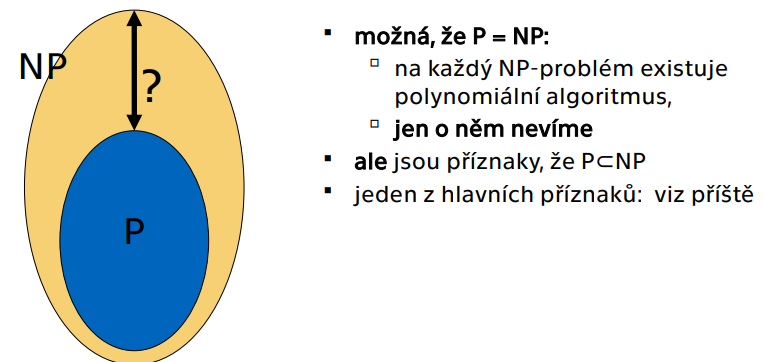 NP
?
P
možná, že P = NP:
na každý NP-problém existuje
polynomiální algoritmus,
jen o něm nevíme
ale jsou příznaky, že P⊂NP
jeden z hlavních příznaků: viz příště